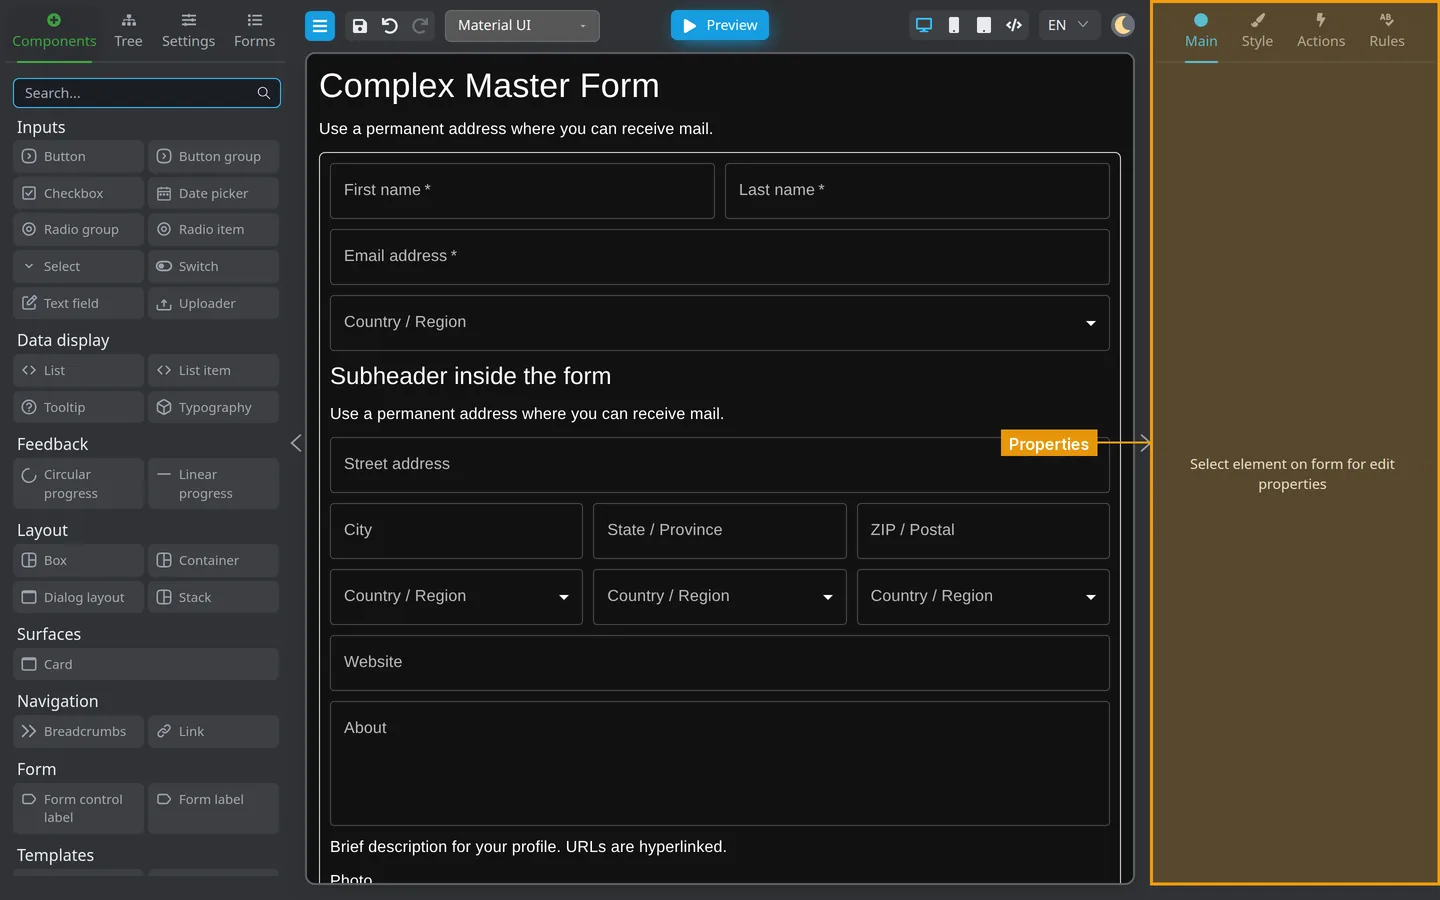 Components
Tree
Settings
Forms
Material UI
Preview
EN
Main
Style
Actions
AB
Rules
Search...
Inputs
Button
Button group
Checkbox
Date picker
Radio group
Radio item
Select
Switch
Text field
Uploader
Data display
List
List item
Tooltip
Typography
Feedback
Circular
progress
Linear
progress
Layout
Box
Container
Dialog layout
Stack
Surfaces
Card
Navigation
Breadcrumbs
Link
Form
Form control
label
Form label
Templates
Complex Master Form
Use a permanent address where you can receive mail.
First name *
Last name *
Email address *
Country / Region
Subheader inside the form
Use a permanent address where you can receive mail.
Properties
Street address
City
State / Province
ZIP / Postal
Country / Region
Country / Region
Country / Region
Website
About
Brief description for your profile. URLs are hyperlinked.
Photo
Select element on form for edit
properties